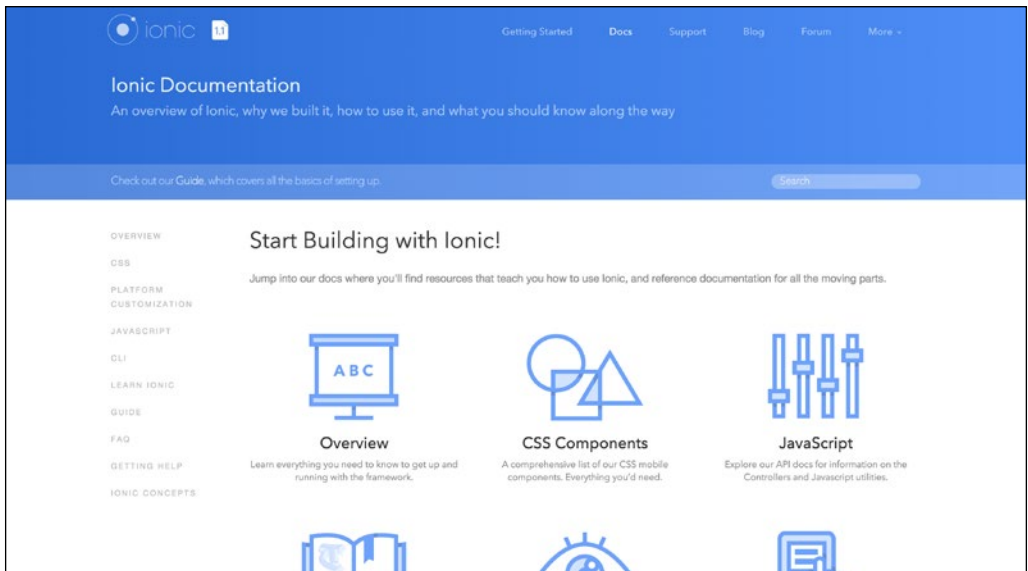 ionic 1.1
Getting Started Docs Support Blog Forum More
Ionic Documentation
An overview of Ionic, why we built it, how to use it, and what you should know along the way
Check out our Guide, which covers all the basics of setting up.
Search
OVERVIEW
CSS
PLATFORM
CUSTOMIZATION
JAVASCRIPT
CLI
LEARN IONIC
GUIDE
FAQ
GETTING HELP
IONIC CONCEPTS
Start Building with Ionic!
Jump into our docs where you'll find resources that teach you how to use Ionic, and reference documentation for all the moving parts.
ABC
Overview
Learn everything you need to know to get up and
running with the framework.
CSS Components
A comprehensive list of our CSS mobile
components. Everything you'd need.
JavaScript
Explore our API docs for information on the
Controllers and Javascript utilities.